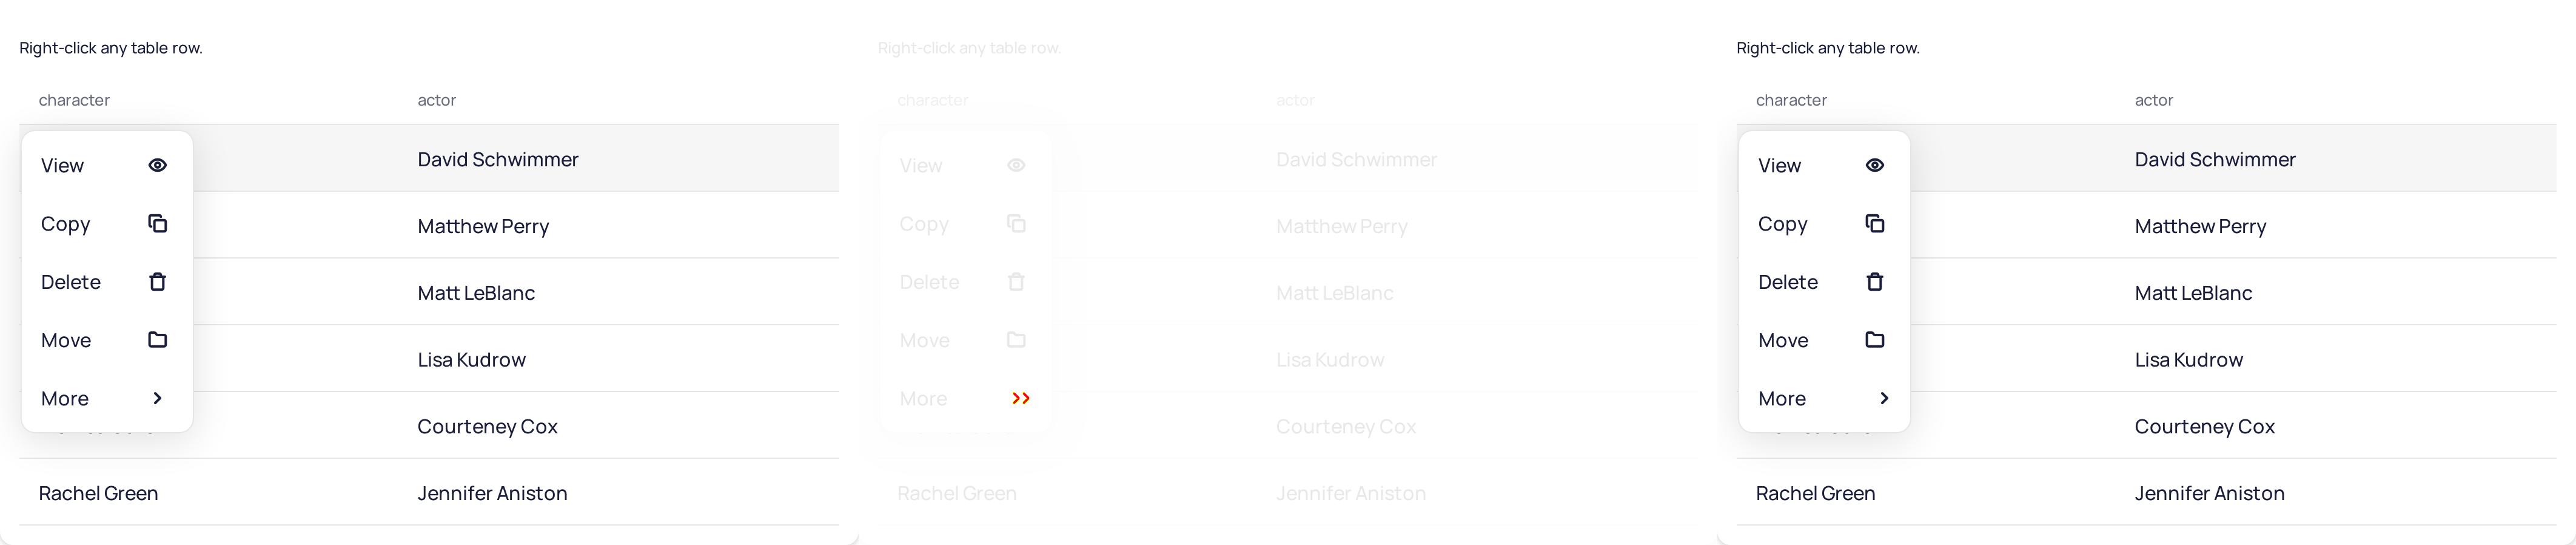 Right-click any table row.
character actor
View
David Schwimmer
Copy
Matthew Perry
Delete
Matt LeBlanc
Move
Lisa Kudrow
More
Courteney Cox
Rachel Green Jennifer Aniston
Right-click any table row.
character actor
View
David Schwimmer
Copy
Matthew Perry
Delete
Matt LeBlanc
Move
Lisa Kudrow
More
Courteney Cox
Rachel Green Jennifer Aniston
Right-click any table row.
character actor
View
David Schwimmer
Copy
Matthew Perry
Delete
Matt LeBlanc
Move
Lisa Kudrow
More
Courteney Cox
Rachel Green Jennifer Aniston